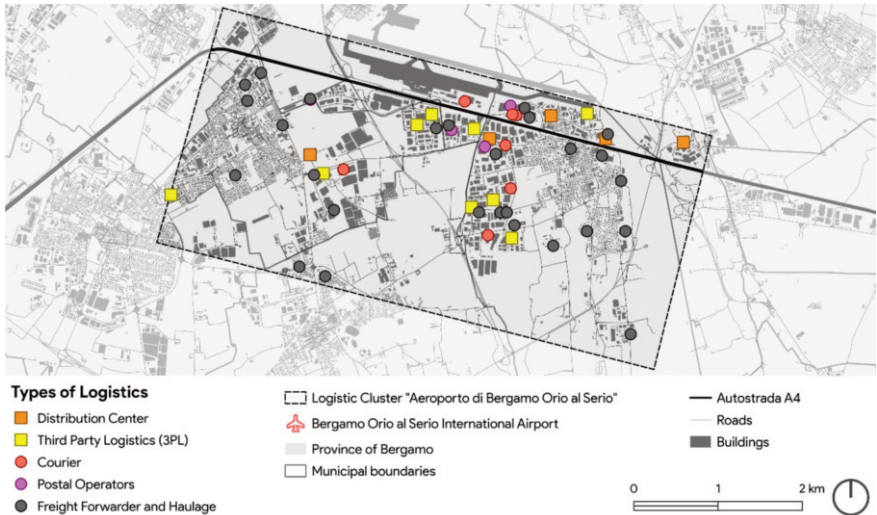 Types of Logistics
Distribution Center
Third Party Logistics (3PL)
Courier
Postal Operators
Freight Forwarder and Haulage
Logistic Cluster "Aeroporto di Bergamo Orio al Serio"
Bergamo Orio al Serio International Airport
Province of Bergamo
Municipal boundaries
Autostrada A4
Roads
Buildings
0 1 2 km